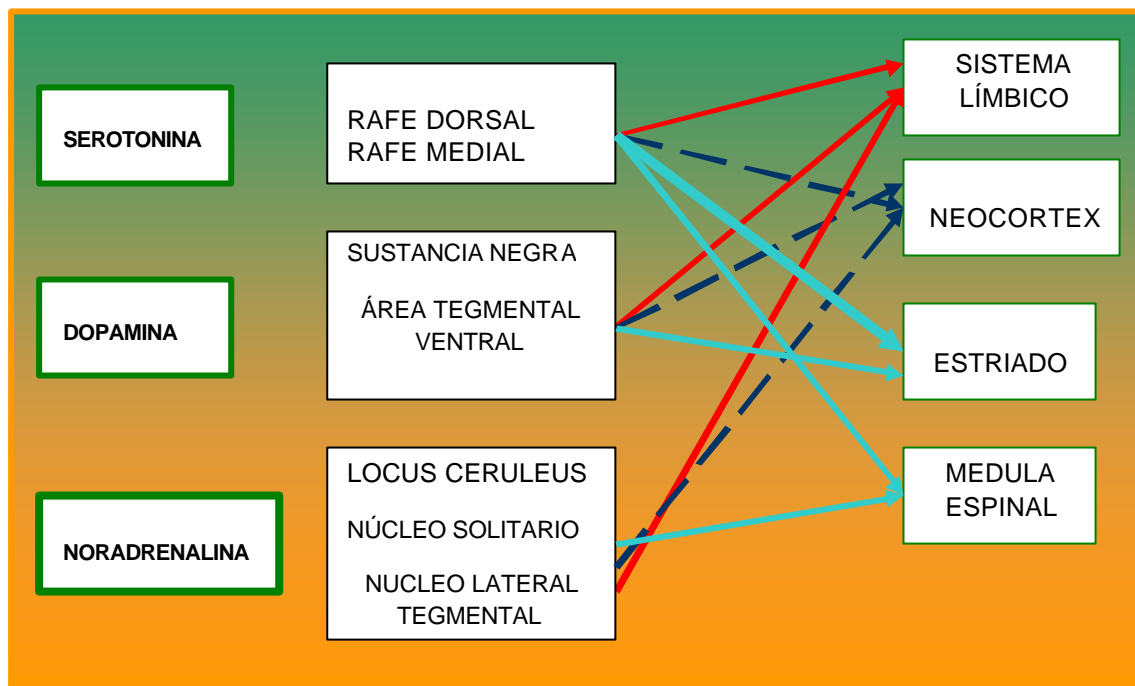 SEROTONINA
DOPAMINA
NORADRENALINA
RAFE DORSAL
RAFE MEDIAL
SUSTANCIA NEGRA
ÁREA TEGMENTAL
VENTRAL
LOCUS CERULEUS
NÚCLEO SOLITARIO
NUCLEO LATERAL
TEGMENTAL
SISTEMA
LÍMBICO
NEOCORTEX
ESTRIADO
MEDULA
ESPINAL